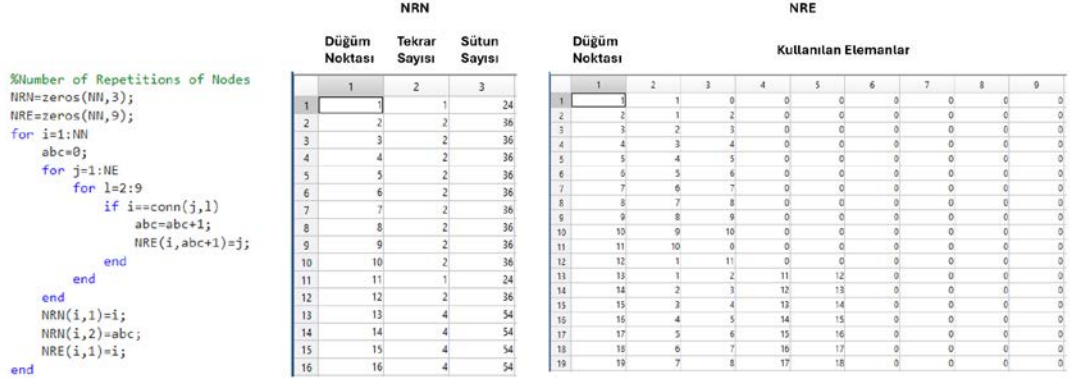 NRN
NRE
Düğüm Noktası
Tekrar Sayısı
Sütun Sayısı
Düğüm Noktası
Kullanılan Elemanlar
%Number of Repetitions of Nodes
NRN=zeros(NN,3);
NRE=zeros(NN,9);
for i=1:NN
abc=0;
for j=1:NE
for l=2:9
if i==conn(j,l)
abc=abc+1;
NRE(i,abc+1)=j;
end
end
end
NRN(i,1)=i;
NRN(i,2)=abc;
NRE(i,1)=i;
end
1 2 3
1 1 1 24
2 2 2 36
3 3 2 36
4 4 2 36
5 5 2 36
6 6 2 36
7 7 2 36
8 8 2 36
9 9 2 36
10 10 2 36
11 11 1 24
12 12 2 36
13 13 4 54
14 14 4 54
15 15 4 54
16 16 4 54
1 2 3 4 5 6 7 8 9
1 1 1 0 0 0 0 0 0 0
2 2 1 2 0 0 0 0 0 0
3 3 2 3 0 0 0 0 0 0
4 4 3 4 0 0 0 0 0 0
5 5 4 5 0 0 0 0 0 0
6 6 5 6 0 0 0 0 0 0
7 7 6 7 0 0 0 0 0 0
8 8 7 8 0 0 0 0 0 0
9 9 8 9 0 0 0 0 0 0
10 10 9 10 0 0 0 0 0 0
11 11 10 0 0 0 0 0 0 0
12 12 1 11 0 0 0 0 0 0
13 13 1 2 11 12 0 0 0 0
14 14 2 3 12 13 0 0 0 0
15 15 3 4 13 14 0 0 0 0
16 16 4 5 14 15 0 0 0 0
17 17 5 6 15 16 0 0 0 0
18 18 6 7 16 17 0 0 0 0
19 19 7 8 17 18 0 0 0 0